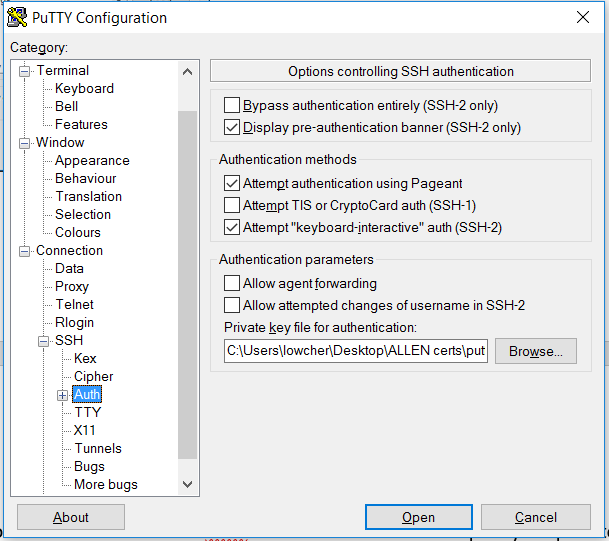 PuTTY Configuration
Category:
Terminal
Keyboard
Bell
Features
Window
Appearance
Behaviour
Translation
Selection
Colours
Connection
Data
Proxy
Telnet
Rlogin
SSH
Kex
Cipher
Auth
TTY
X11
Tunnels
Bugs
More bugs
Options controlling SSH authentication
Bypass authentication entirely (SSH-2 only)
Display pre-authentication banner (SSH-2 only)
Authentication methods
Attempt authentication using Pageant
Attempt TIS or CryptoCard auth (SSH-1)
Attempt "keyboard-interactive" auth (SSH-2)
Authentication parameters
Allow agent forwarding
Allow attempted changes of username in SSH-2
Private key file for authentication:
C:\Users\lowcher\Desktop\ALLEN certs\put
Browse...
About
Open
Cancel